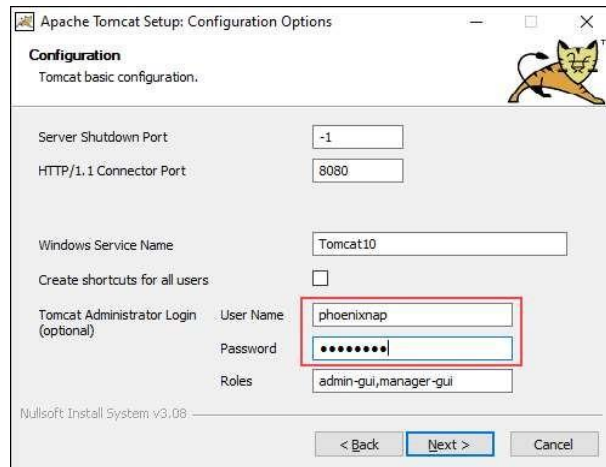 Apache Tomcat Setup: Configuration Options
Configuration
Tomcat basic configuration.
Server Shutdown Port -1
HTTP/1.1 Connector Port 8080
Windows Service Name Tomcat10
Create shortcuts for all users
Tomcat Administrator Login (optional) User Name phoenixnap
Password ••••••••
Roles admin-gui,manager-gui
Nullsoft Install System v3.08
< Back Next > Cancel